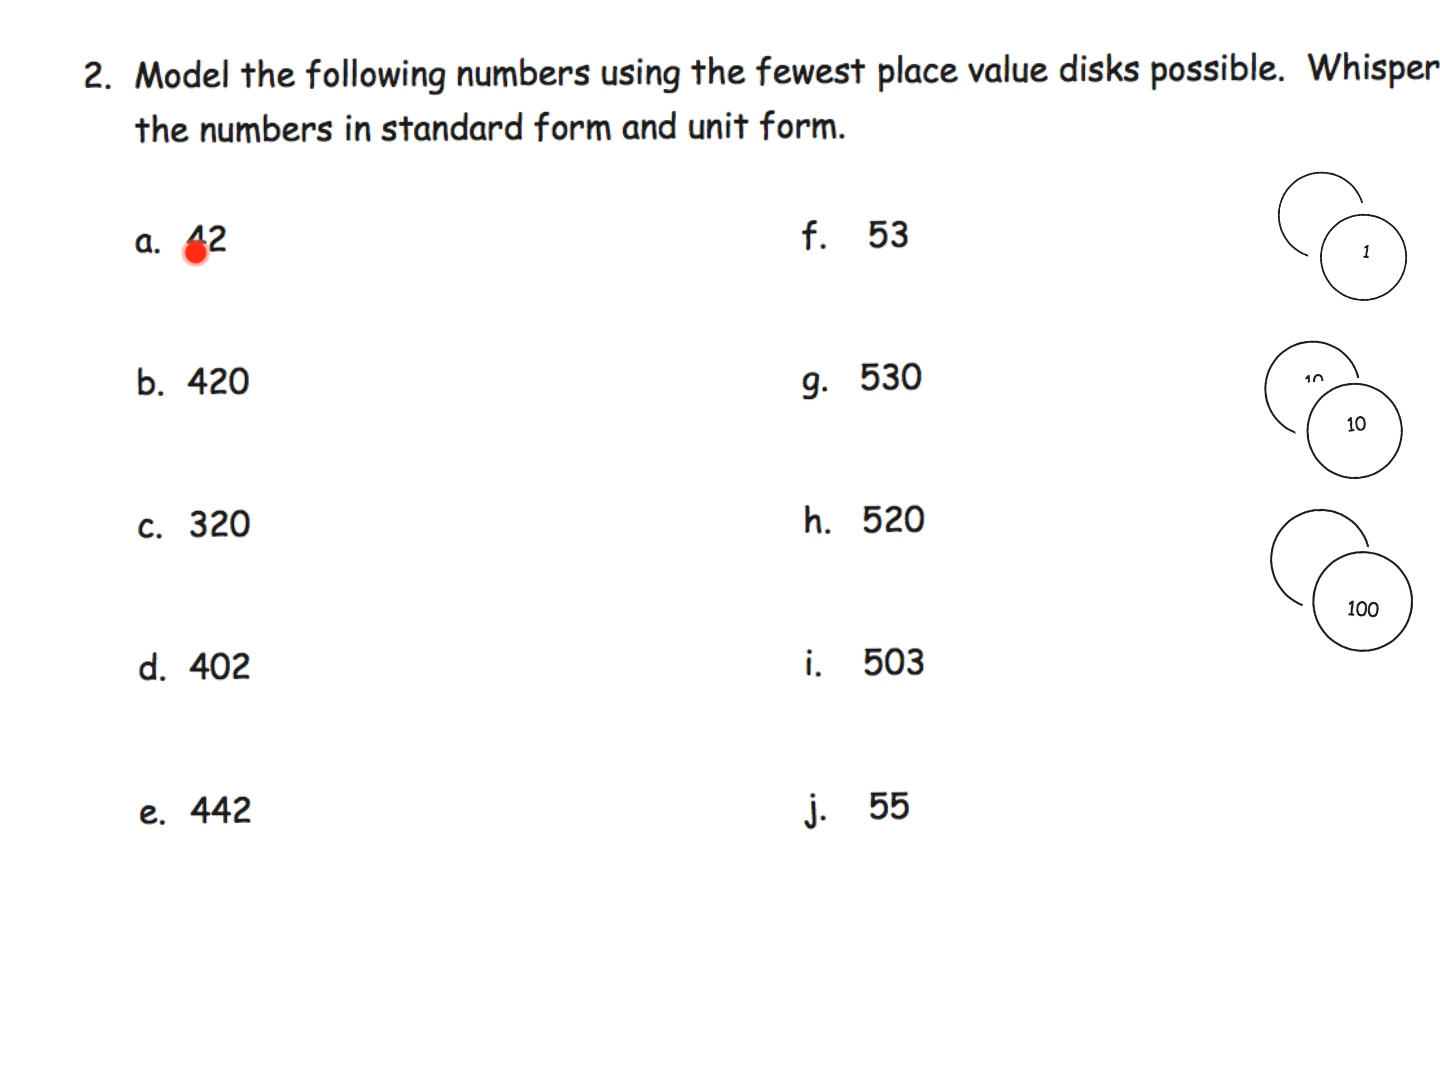 2. Model the following numbers using the fewest place value disks possible. Whisper
the numbers in standard form and unit form.
a. 42
f. 53
1
b. 420
g. 530
10
10
c. 320
h. 520
100
d. 402
i. 503
e. 442
j. 55